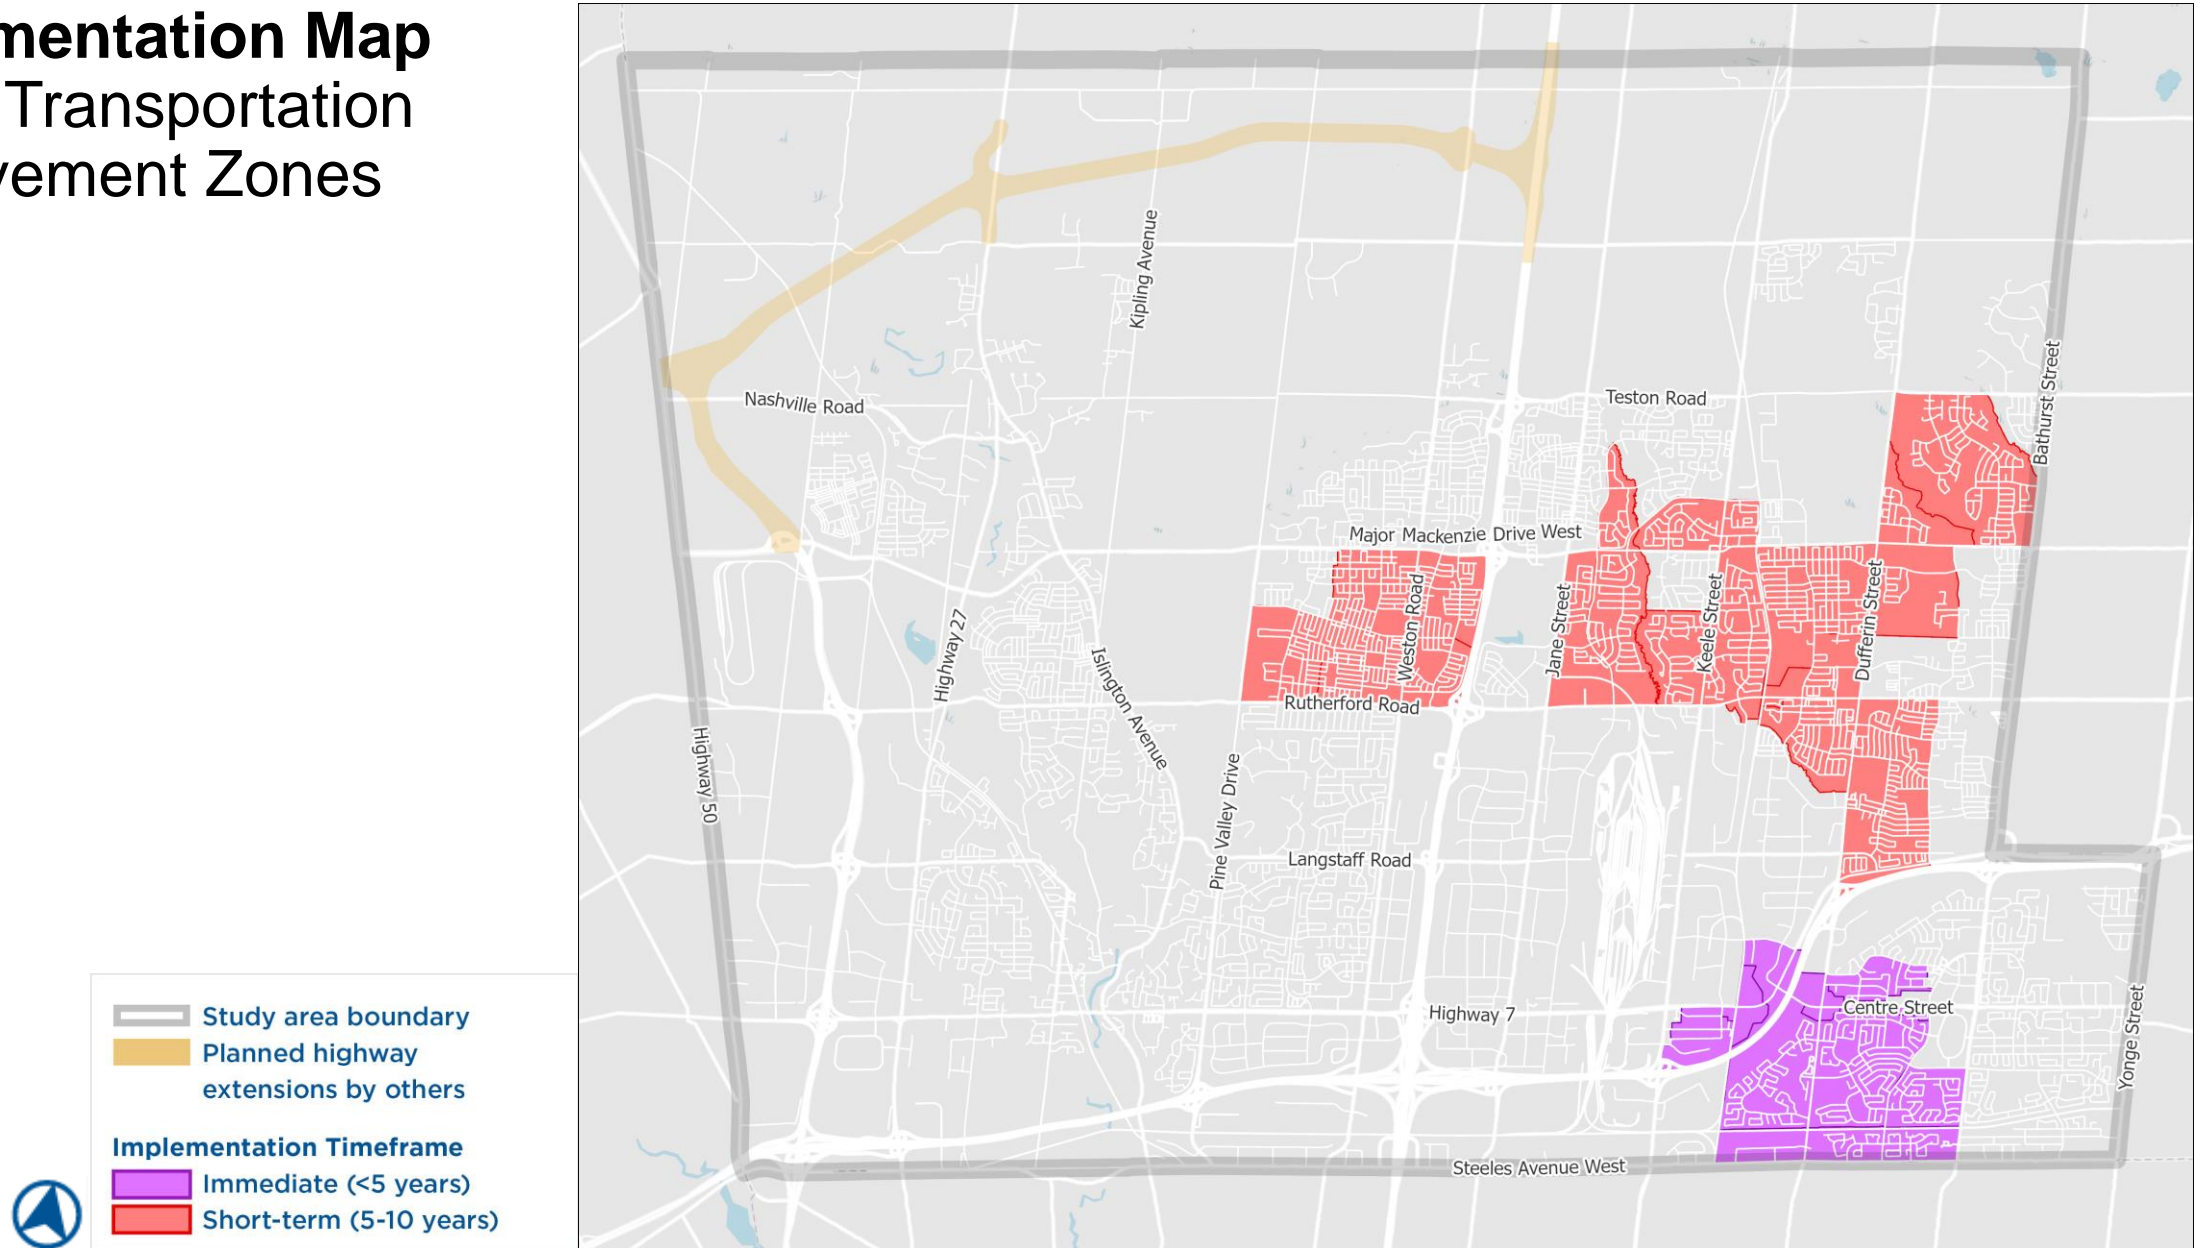 mentation Map
Transportation
vement Zones
Kipling Avenue
Bathurst Street
Nashville Road
Teston Road
Major Mackenzie Drive West
Highway 27
Islington Avenue
Weston Road
Jane Street
Keele Street
Dufferin Street
Rutherford Road
Highway 50
Pine Valley Drive
Langstaff Road
Highway 7
Centre Street
Yonge Street
Steeles Avenue West
Study area boundary
Planned highway
extensions by others
Implementation Timeframe
Immediate (<5 years)
Short-term (5-10 years)